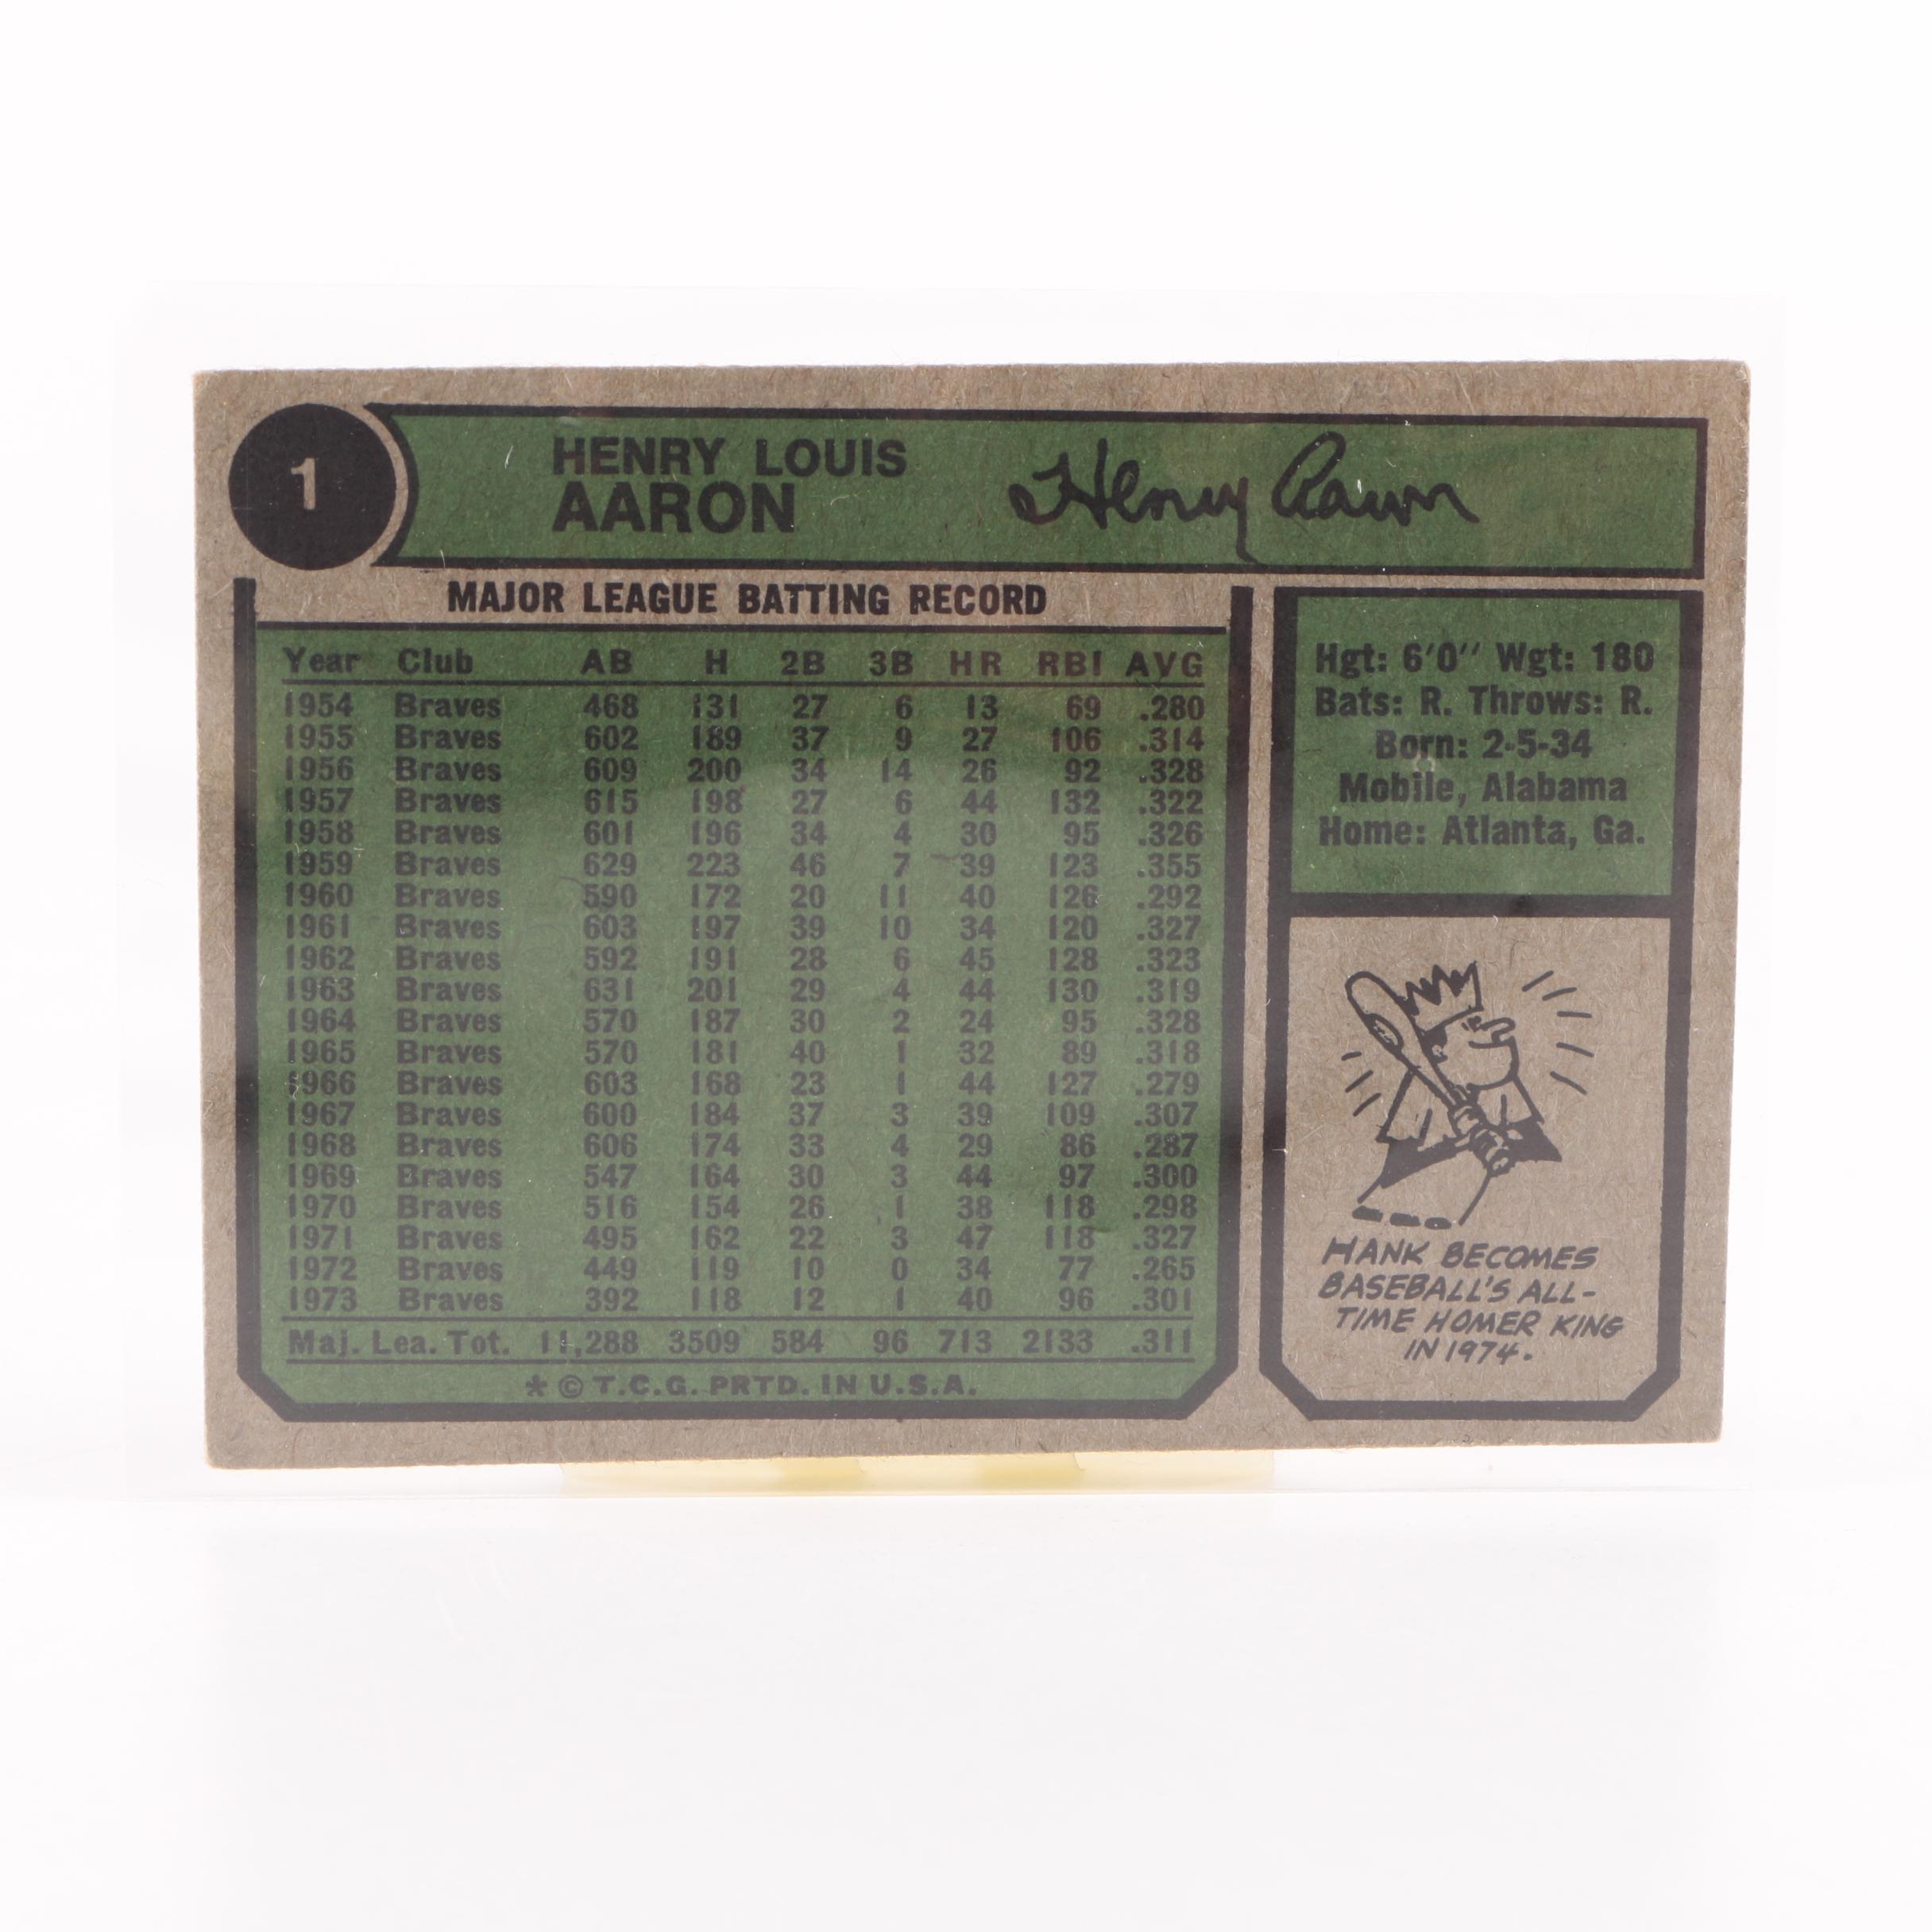 1
HENRY LOUIS
AARON
Henry Aaron
MAJOR LEAGUE BATTING RECORD
Year Club AB H 2B 3B HR RBI AVG
1954 Braves 468 131 27 6 13 69 .280
1955 Braves 602 189 37 9 27 106 .314
1956 Braves 609 200 34 14 26 92 .328
1957 Braves 615 198 27 6 44 132 .322
1958 Braves 601 196 34 4 30 95 .326
1959 Braves 629 223 46 7 39 123 .355
1960 Braves 590 172 20 11 40 126 .292
1961 Braves 603 197 39 10 34 120 .327
1962 Braves 592 191 28 6 45 128 .323
1963 Braves 631 201 29 4 44 130 .319
1964 Braves 570 187 30 2 24 95 .328
1965 Braves 570 181 40 1 32 89 .318
1966 Braves 603 168 23 1 44 127 .279
1967 Braves 600 184 37 3 39 109 .307
1968 Braves 606 174 33 4 29 86 .287
1969 Braves 547 164 30 3 44 97 .300
1970 Braves 516 154 26 1 38 118 .298
1971 Braves 495 162 22 3 47 118 .327
1972 Braves 449 119 10 0 34 77 .265
1973 Braves 392 118 12 1 40 96 .301
Maj. Lea. Tot. 11,288 3509 584 96 713 2133 .311
* © T.C.G. PRTD. IN U.S.A.
Hgt: 6'0" Wgt: 180
Bats: R. Throws: R.
Born: 2-5-34
Mobile, Alabama
Home: Atlanta, Ga.
HANK BECOMES
BASEBALL'S ALL-
TIME HOMER KING
IN 1974.